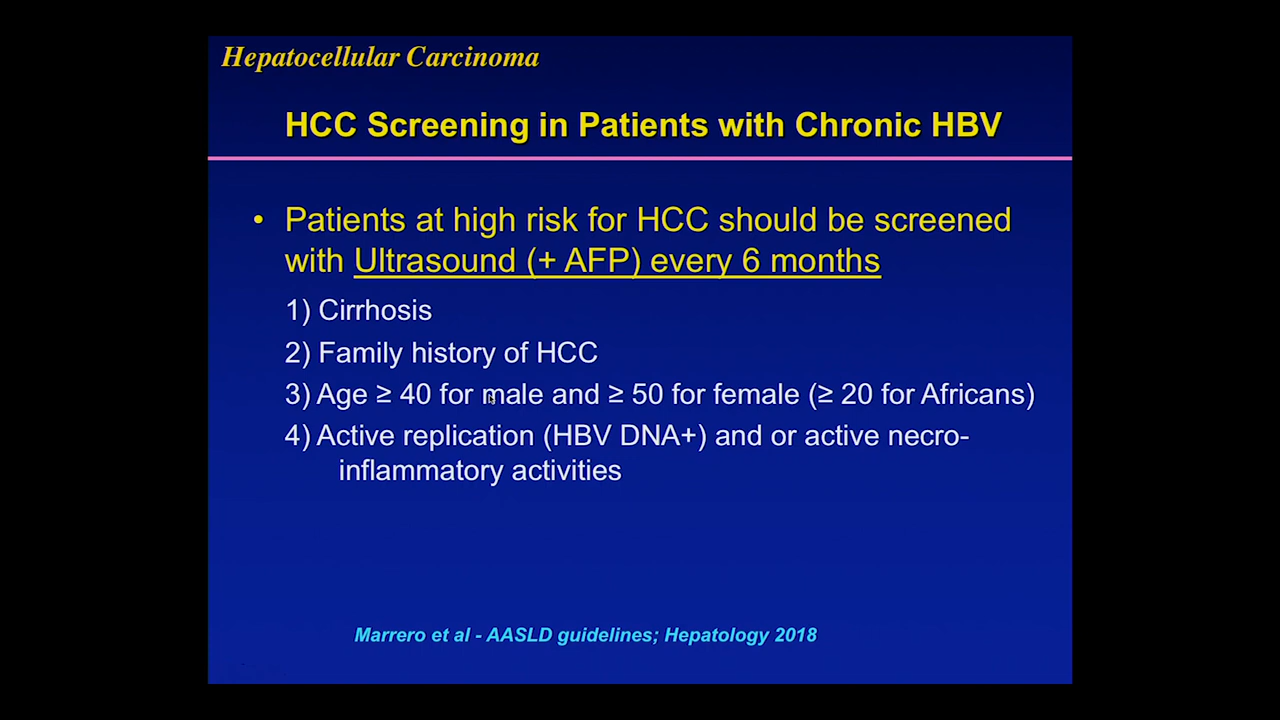 Hepatocellular Carcinoma
HCC Screening in Patients with Chronic HBV
• Patients at high risk for HCC should be screened
with Ultrasound (+ AFP) every 6 months
1) Cirrhosis
2) Family history of HCC
3) Age ≥ 40 for male and ≥ 50 for female (≥ 20 for Africans)
4) Active replication (HBV DNA+) and or active necro-
inflammatory activities
Marrero et al - AASLD guidelines; Hepatology 2018